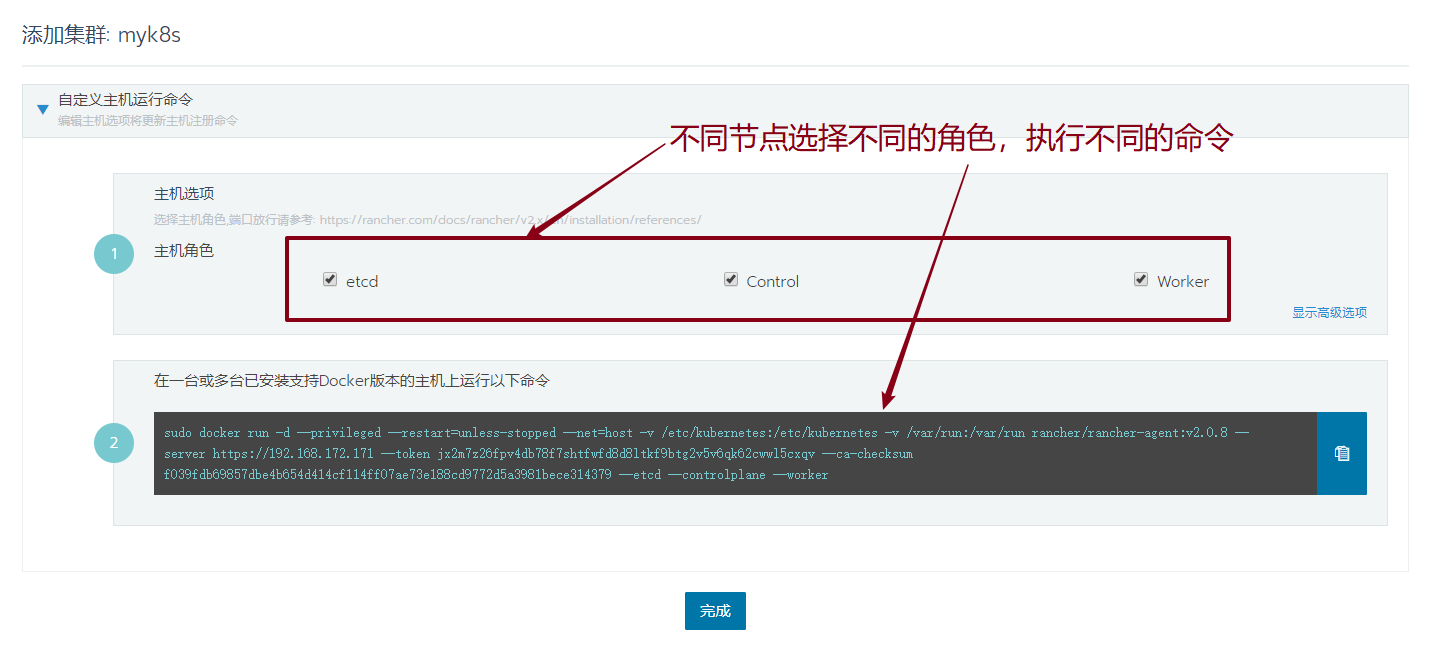 添加集群: myk8s
自定义主机运行命令
编辑主机选项将更新主机注册命令
不同节点选择不同的角色，执行不同的命令
主机选项
选择主机角色,端口放行请参考: https://rancher.com/docs/rancher/v2.x/en/installation/references/
1
主机角色
etcd
Control
Worker
显示高级选项
在一台或多台已安装支持Docker版本的主机上运行以下命令
2
sudo docker run -d --privileged --restart=unless-stopped --net=host -v /etc/kubernetes:/etc/kubernetes -v /var/run:/var/run rancher/rancher-agent:v2.0.8 --
server https://192.168.172.171 --token jx2m7z26fpv4db78f7shtfwfd8d8ltkf9btg2v5v6qk62cwwl5cxqv --ca-checksum
f039fdb69857dbe4b654d414cf114ff07ae73e188cd9772d5a3981bece314379 --etcd --controlplane --worker
完成